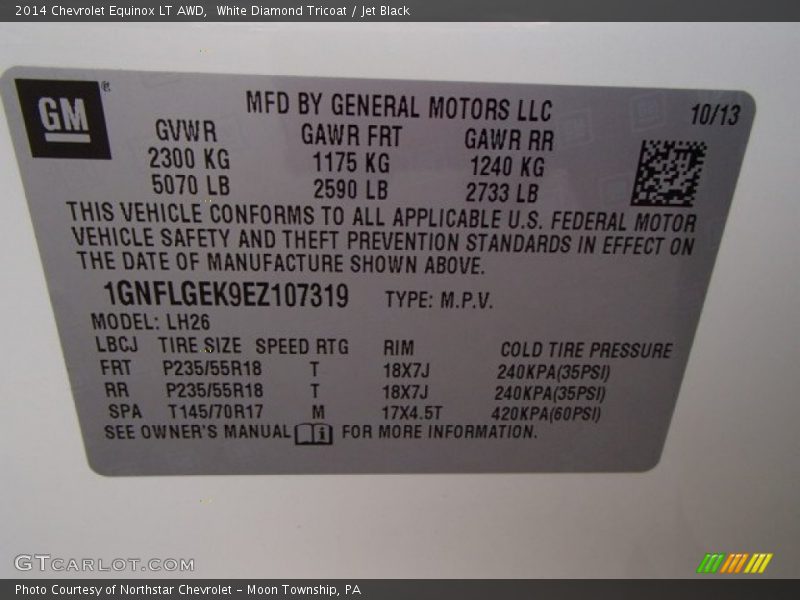 2014 Chevrolet Equinox LT AWD, White Diamond Tricoat / Jet Black
GM®
MFD BY GENERAL MOTORS LLC 10/13
GVWR GAWR FRT GAWR RR
2300 KG 1175 KG 1240 KG
5070 LB 2590 LB 2733 LB
THIS VEHICLE CONFORMS TO ALL APPLICABLE U.S. FEDERAL MOTOR
VEHICLE SAFETY AND THEFT PREVENTION STANDARDS IN EFFECT ON
THE DATE OF MANUFACTURE SHOWN ABOVE.
1GNFLGEK9EZ107319 TYPE: M.P.V.
MODEL: LH26
LBCJ TIRE SIZE SPEED RTG RIM COLD TIRE PRESSURE
FRT P235/55R18 T 18X7J 240KPA(35PSI)
RR P235/55R18 T 18X7J 240KPA(35PSI)
SPA T145/70R17 M 17X4.5T 420KPA(60PSI)
SEE OWNER'S MANUAL i FOR MORE INFORMATION.
GTCARLOT.COM
Photo Courtesy of Northstar Chevrolet – Moon Township, PA